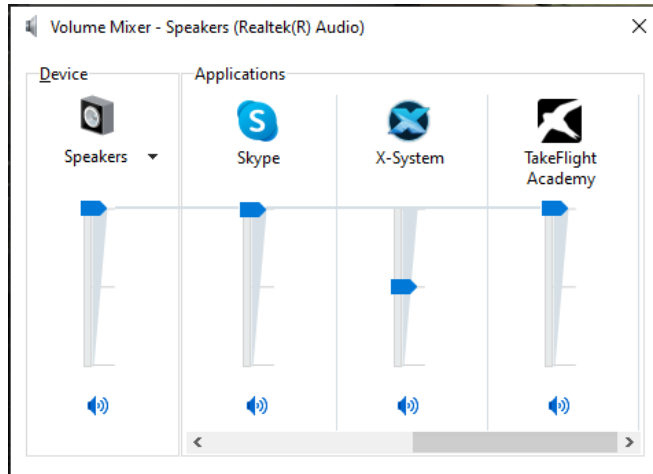 Volume Mixer - Speakers (Realtek(R) Audio)
Device
Applications
Speakers
Skype
X-System
TakeFlight
Academy